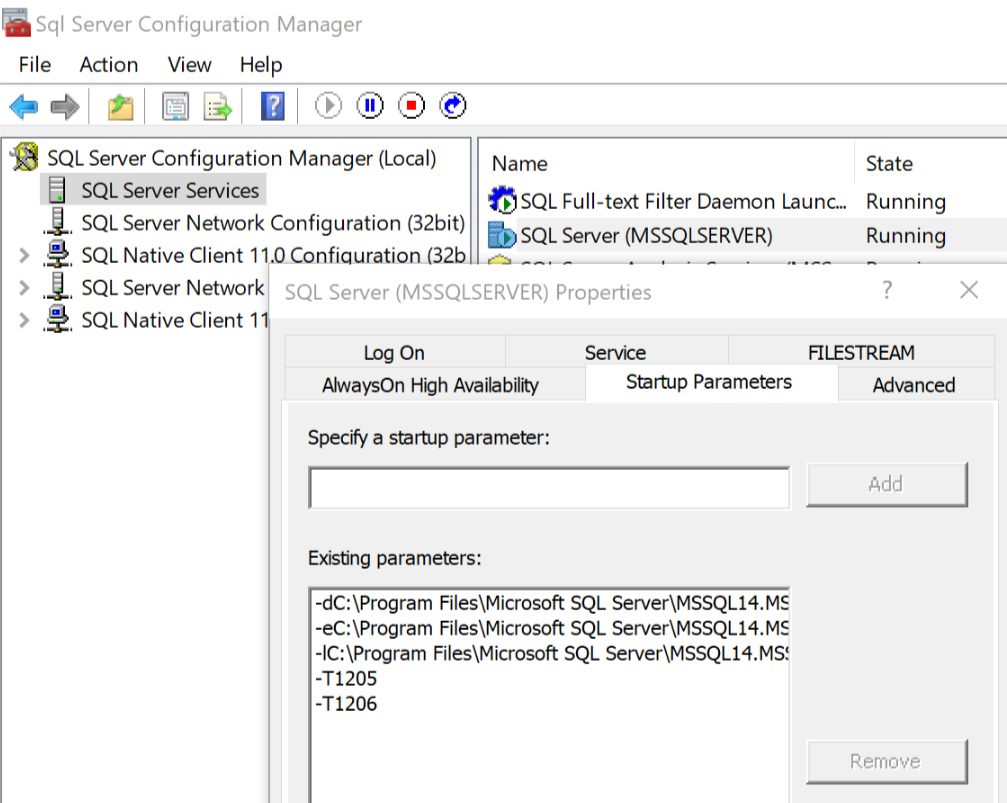 Sql Server Configuration Manager
File Action View Help
SQL Server Configuration Manager (Local)
SQL Server Services
SQL Server Network Configuration (32bit)
SQL Native Client 11.0 Configuration (32b
SQL Server Network
SQL Native Client 11
Name State
SQL Full-text Filter Daemon Launc... Running
SQL Server (MSSQLSERVER) Running
SQL Server (MSSQLSERVER) Properties
?
Log On Service FILESTREAM
AlwaysOn High Availability Startup Parameters Advanced
Specify a startup parameter:
Add
Existing parameters:
-dC:\Program Files\Microsoft SQL Server\MSSQL14.MS
-eC:\Program Files\Microsoft SQL Server\MSSQL14.MS
-lC:\Program Files\Microsoft SQL Server\MSSQL14.MSS
-T1205
-T1206
Remove